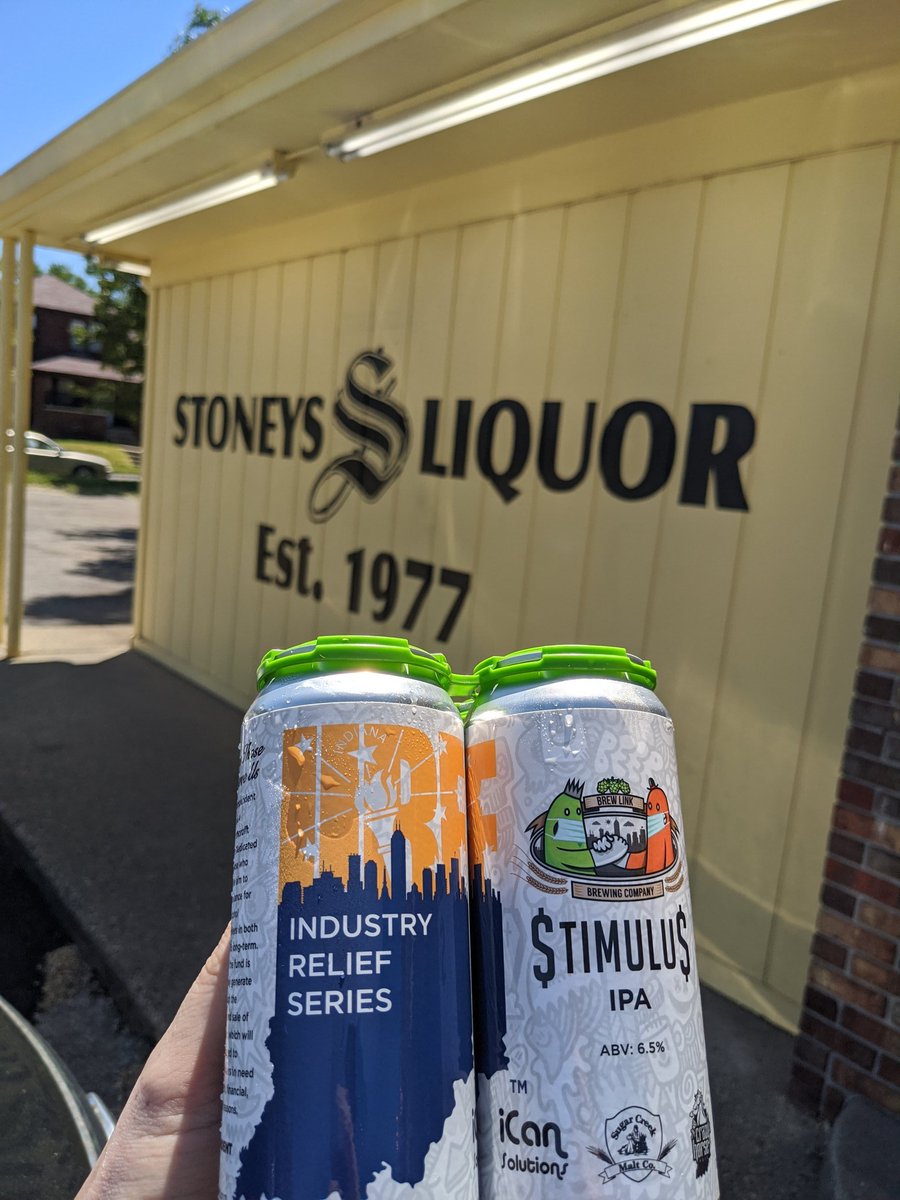 STONEYS S LIQUOR
Est. 1977
INDIANA
INDUSTRY
RELIEF
SERIES
BREW LINK
BREWING COMPANY
$TIMULU$
IPA
ABV: 6.5%
TM
iCan
Solutions
Sugar Creek
Malt Co.